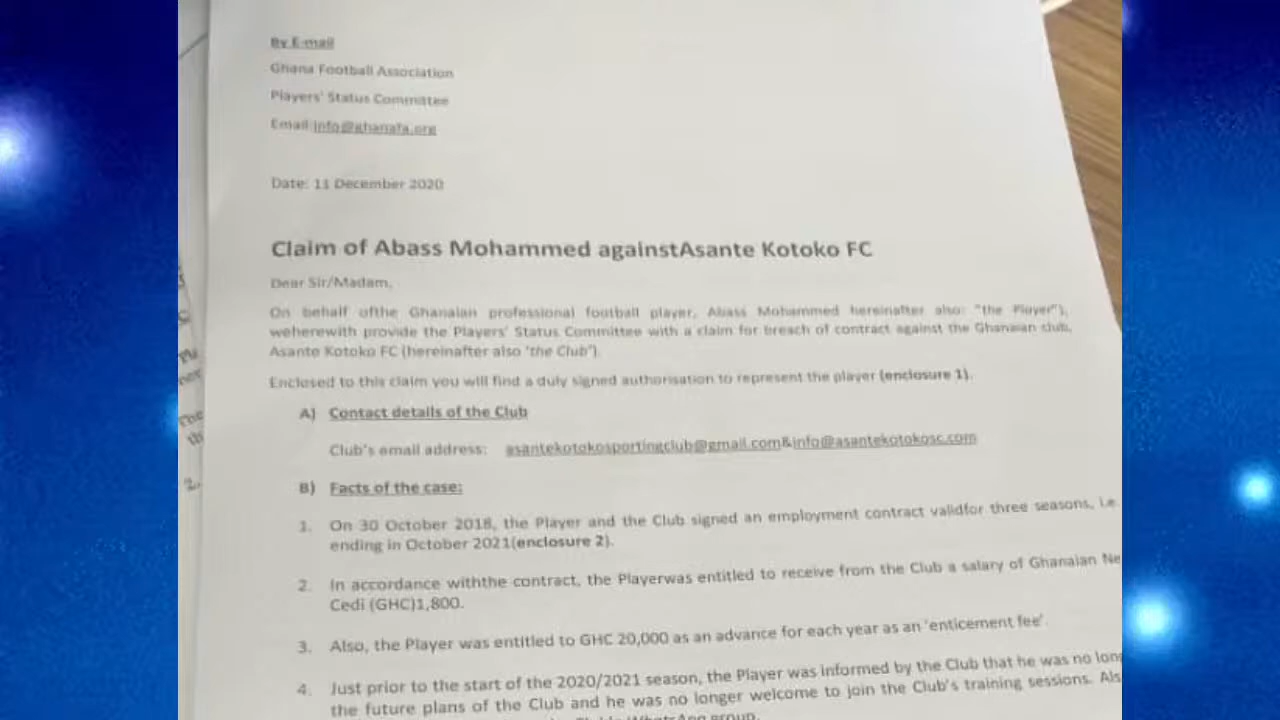 By E-mail
Ghana Football Association
Players' Status Committee
Email:info@ghanafa.org
Date: 11 December 2020
Claim of Abass Mohammed againstAsante Kotoko FC
Dear Sir/Madam,
On behalf ofthe Ghanaian professional football player, Abass Mohammed hereinafter also: "the Player"),
weherewith provide the Players' Status Committee with a claim for breach of contract against the Ghanaian club,
Asante Kotoko FC (hereinafter also 'the Club').
Enclosed to this claim you will find a duly signed authorisation to represent the player (enclosure 1).
A) Contact details of the Club
Club's email address: asantekotokosportingclub@gmail.com&info@asantekotokosc.com
B) Facts of the case:
1. On 30 October 2018, the Player and the Club signed an employment contract validfor three seasons, i.e.
ending in October 2021(enclosure 2).
2. In accordance withthe contract, the Playerwas entitled to receive from the Club a salary of Ghanaian Ne
Cedi (GHC)1,800.
3. Also, the Player was entitled to GHC 20,000 as an advance for each year as an 'enticement fee'.
4. Just prior to the start of the 2020/2021 season, the Player was informed by the Club that he was no lon
the future plans of the Club and he was no longer welcome to join the Club's training sessions. Als
WhatsApp group.
2.